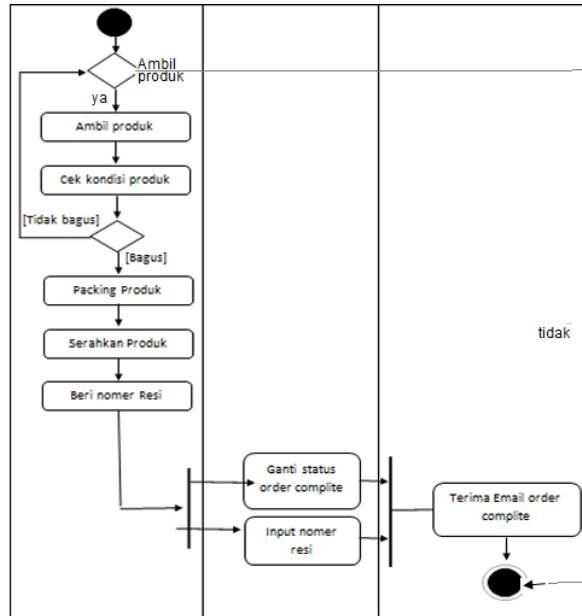 Ambil
produk
ya
Ambil produk
Cek kondisi produk
[Tidak bagus]
[Bagus]
Packing Produk
Serahkan Produk
tidak
Beri nomer Resi
Ganti status
order complite
Input nomer
resi
Terima Email order
complite